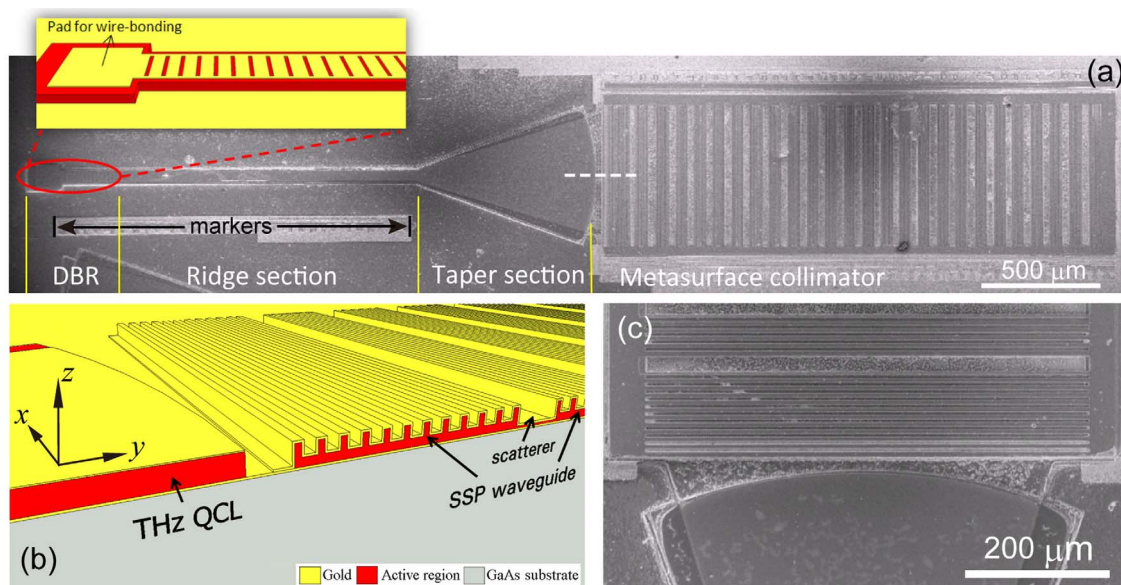 Pad for wire-bonding
(a)
markers
DBR
Ridge section
Taper section
Metasurface collimator
500 μm
z
x
y
scatterer
SSP waveguide
THz QCL
(b)
Gold
Active region
GaAs substrate
(c)
200 μm